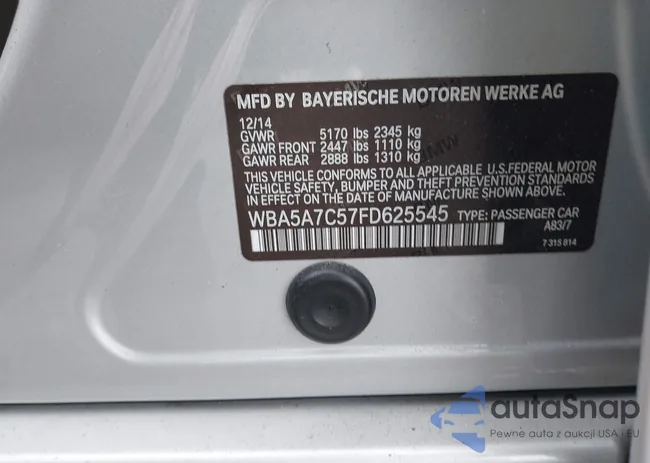 MFD BY BAYERISCHE MOTOREN WERKE AG
12/14
GVWR 5170 lbs 2345 kg
GAWR FRONT 2447 lbs 1110 kg
GAWR REAR 2888 lbs 1310 kg
THIS VEHICLE CONFORMS TO ALL APPLICABLE U.S.FEDERAL MOTOR
VEHICLE SAFETY, BUMPER AND THEFT PREVENTION STANDARDS
IN EFFECT ON THE DATE OF MANUFACTURE SHOWN ABOVE.
WBA5A7C57FD625545 TYPE: PASSENGER CAR
A83/7
7 315 814
autaSnap
Pewne auta z aukcji USA i EU